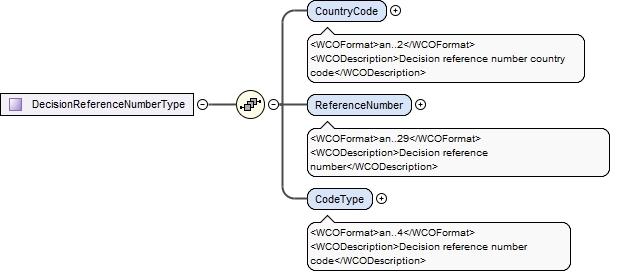 CountryCode
<WCOFormat>an..2</WCOFormat>
<WCODescription>Decision reference number country
code</WCODescription>
DecisionReferenceNumberType
ReferenceNumber
<WCOFormat>an..29</WCOFormat>
<WCODescription>Decision reference
number</WCODescription>
CodeType
<WCOFormat>an..4</WCOFormat>
<WCODescription>Decision reference number
code</WCODescription>